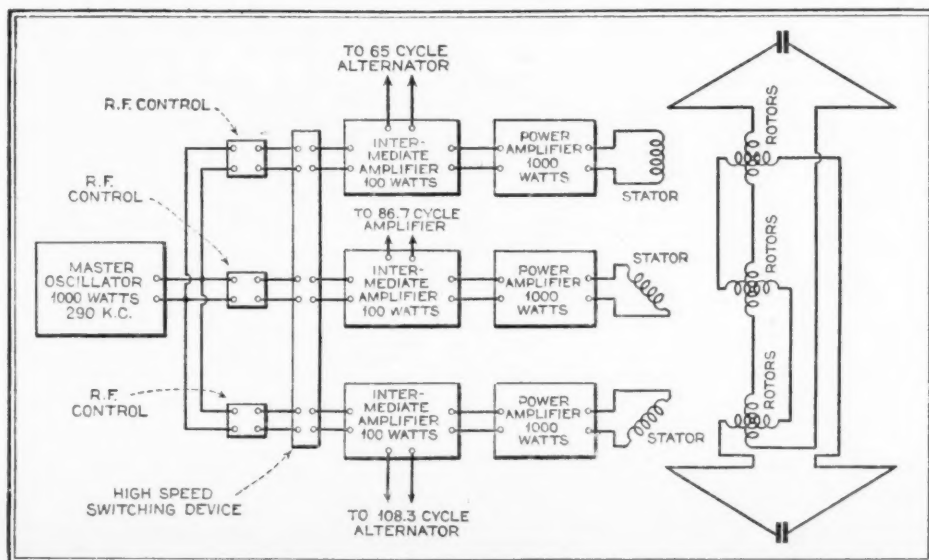 TO 65 CYCLE
ALTERNATOR
R.F. CONTROL
INTER-
MEDIATE
AMPLIFIER
100 WATTS
POWER
AMPLIFIER
1000
WATTS
STATOR
ROTORS
R.F.
CONTROL
TO 86.7 CYCLE
AMPLIFIER
MASTER
OSCILLATOR
1000 WATTS
290 K.C.
INTER-
MEDIATE
AMPLIFIER
100 WATTS
POWER
AMPLIFIER
1000
WATTS
STATOR
ROTORS
R.F.
CONTROL
INTER-
MEDIATE
AMPLIFIER
100 WATTS
POWER
AMPLIFIER
1000
WATTS
STATOR
ROTORS
HIGH SPEED
SWITCHING DEVICE
TO 108.3 CYCLE
ALTERNATOR